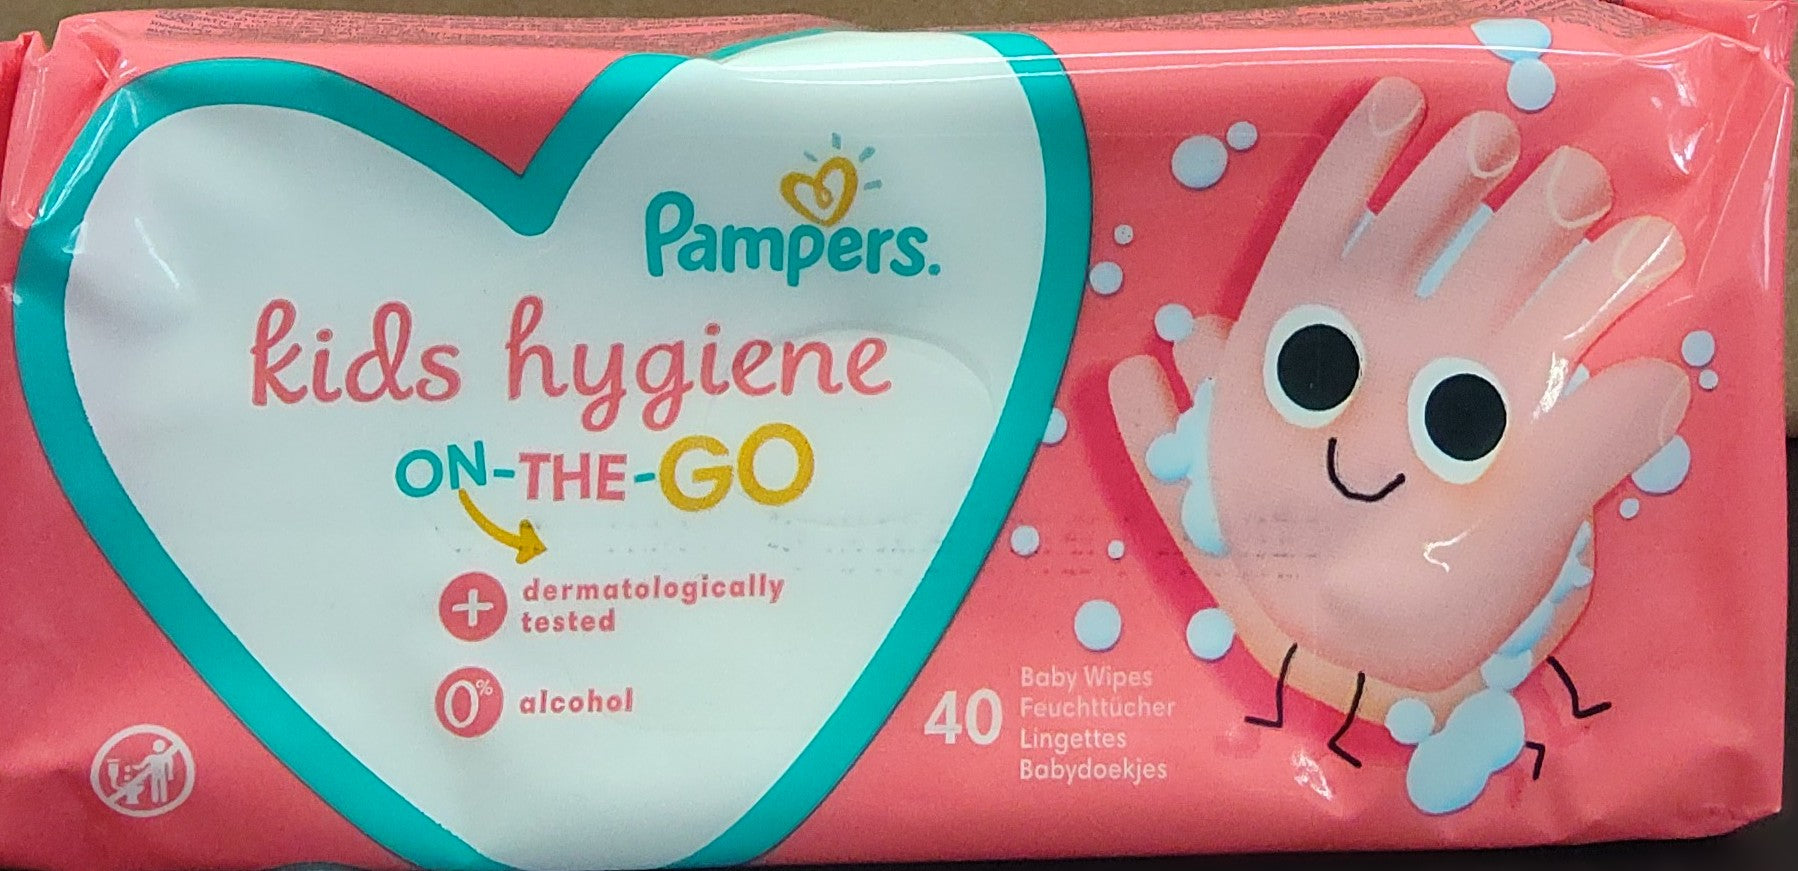 Pampers.
kids hygiene
ON-THE-GO
+ dermatologically
tested
0% alcohol
40
Baby Wipes
Feuchttücher
Lingettes
Babydoekjes